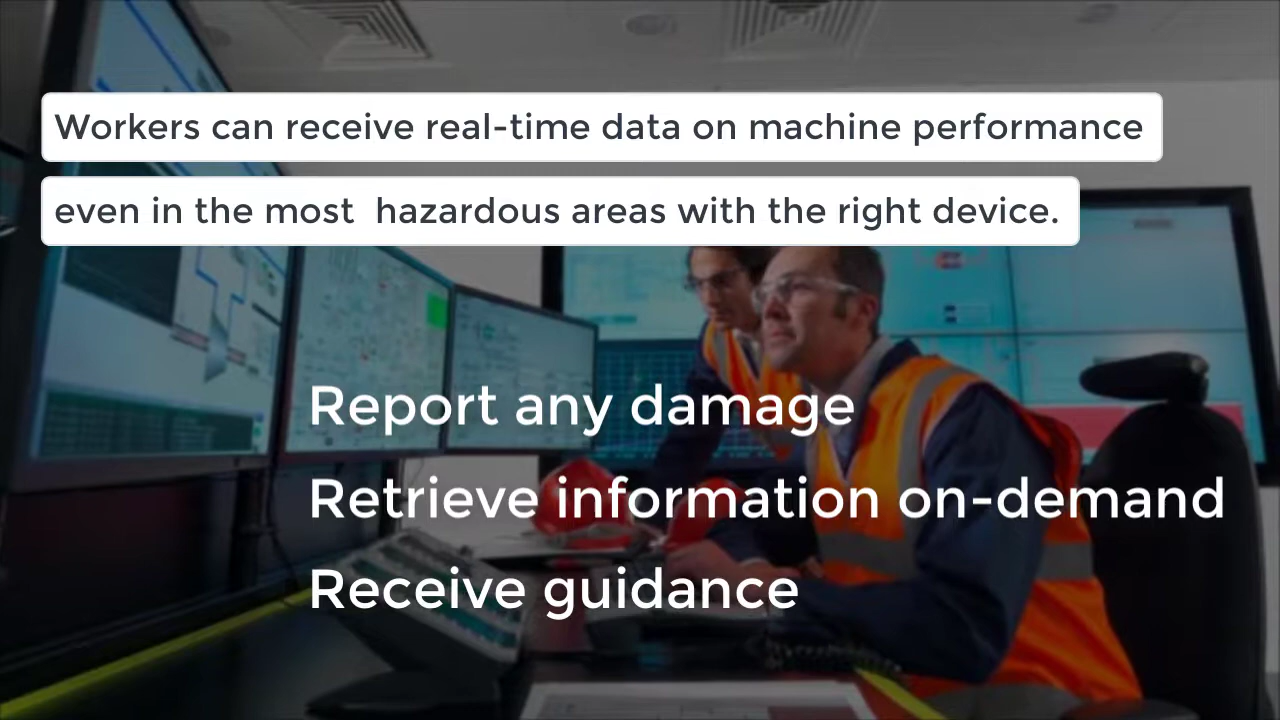 Workers can receive real-time data on machine performance
even in the most  hazardous areas with the right device.
Report any damage
Retrieve information on-demand
Receive guidance